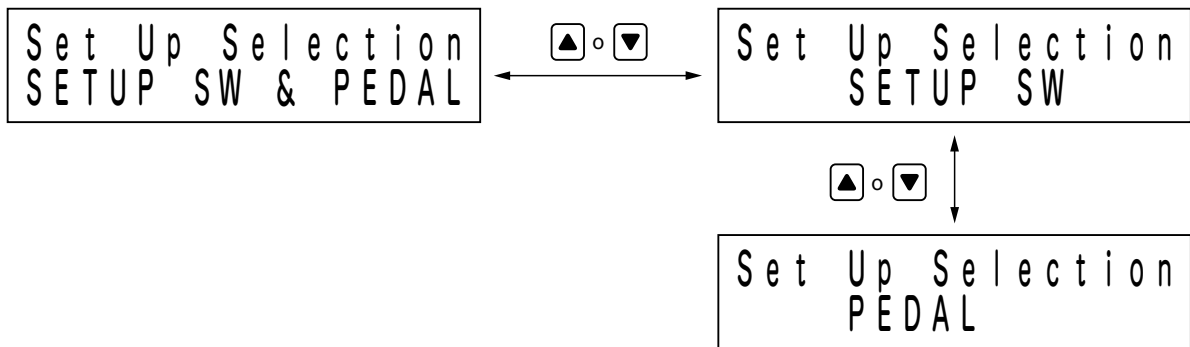 Set Up Selection
SETUP SW & PEDAL
▲ o ▼
Set Up Selection
SETUP SW
▲ o ▼
Set Up Selection
PEDAL